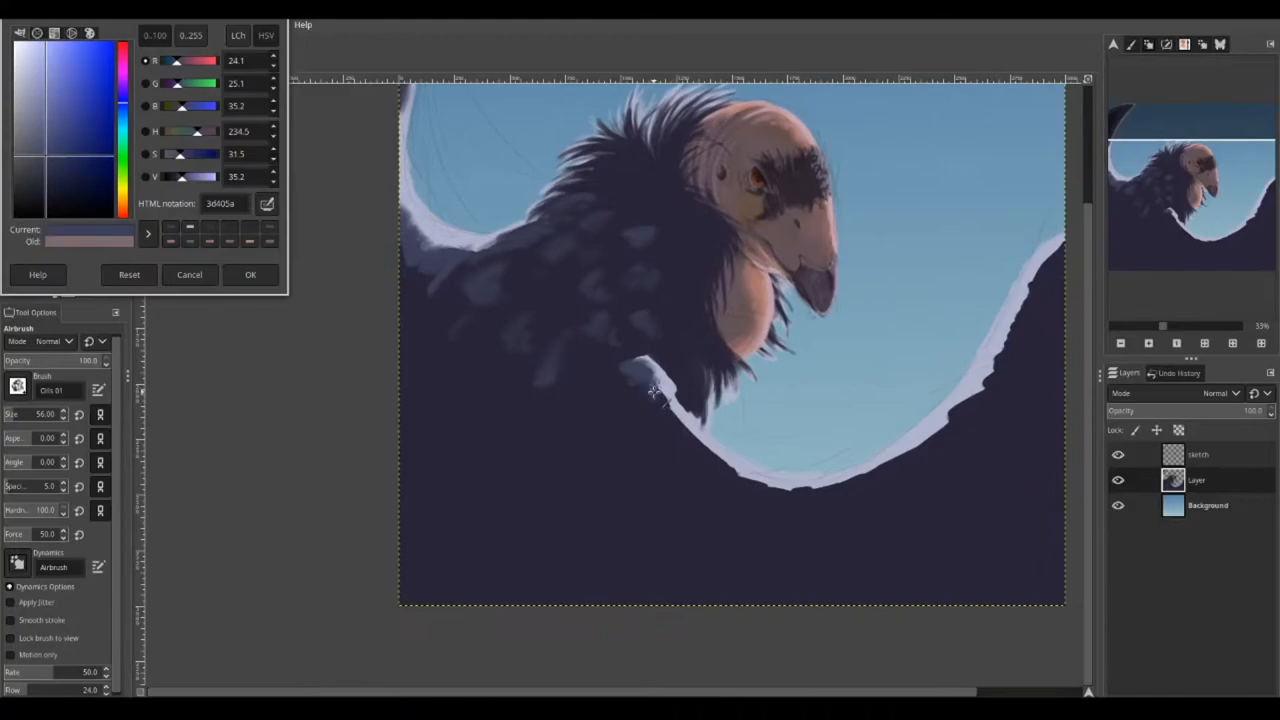 Help
0..100 0..255 LCh HSV
R 24.1
G 25.1
B 35.2
H 234.5
S 31.5
V 35.2
HTML notation: 3d405a
Current:
Old:
Help Reset Cancel OK
Tool Options
Airbrush
Mode Normal
Opacity 100.0
Brush
Oils 01
Size 56.00
Aspe... 0.00
Angle 0.00
Spaci... 5.0
Hardn... 100.0
Force 50.0
Dynamics
Airbrush
Dynamics Options
Apply Jitter
Smooth stroke
Lock brush to view
Motion only
Rate 50.0
Flow 24.0
33%
Layers Undo History
Mode Normal
Opacity 100.0
Lock:
sketch
Layer
Background